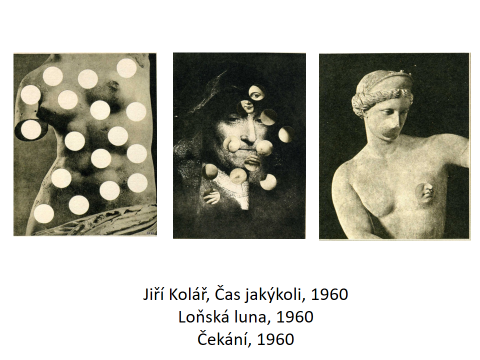 Jiří Kolář, Čas jakýkoli, 1960
Loňská luna, 1960
Čekání, 1960